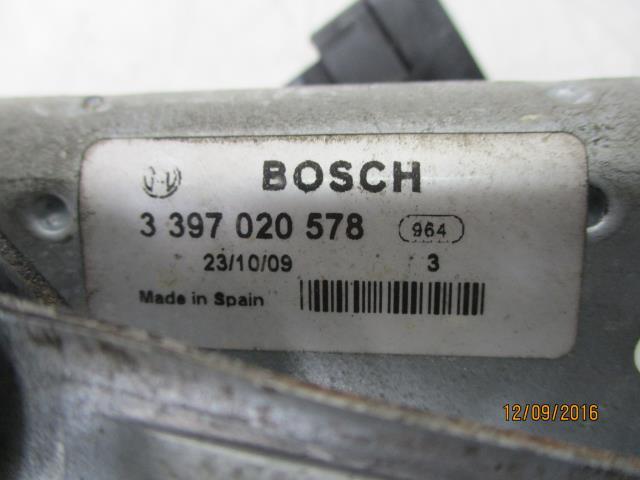 BOSCH
3 397 020 578 964
23/10/09 3
Made in Spain
12/09/2016